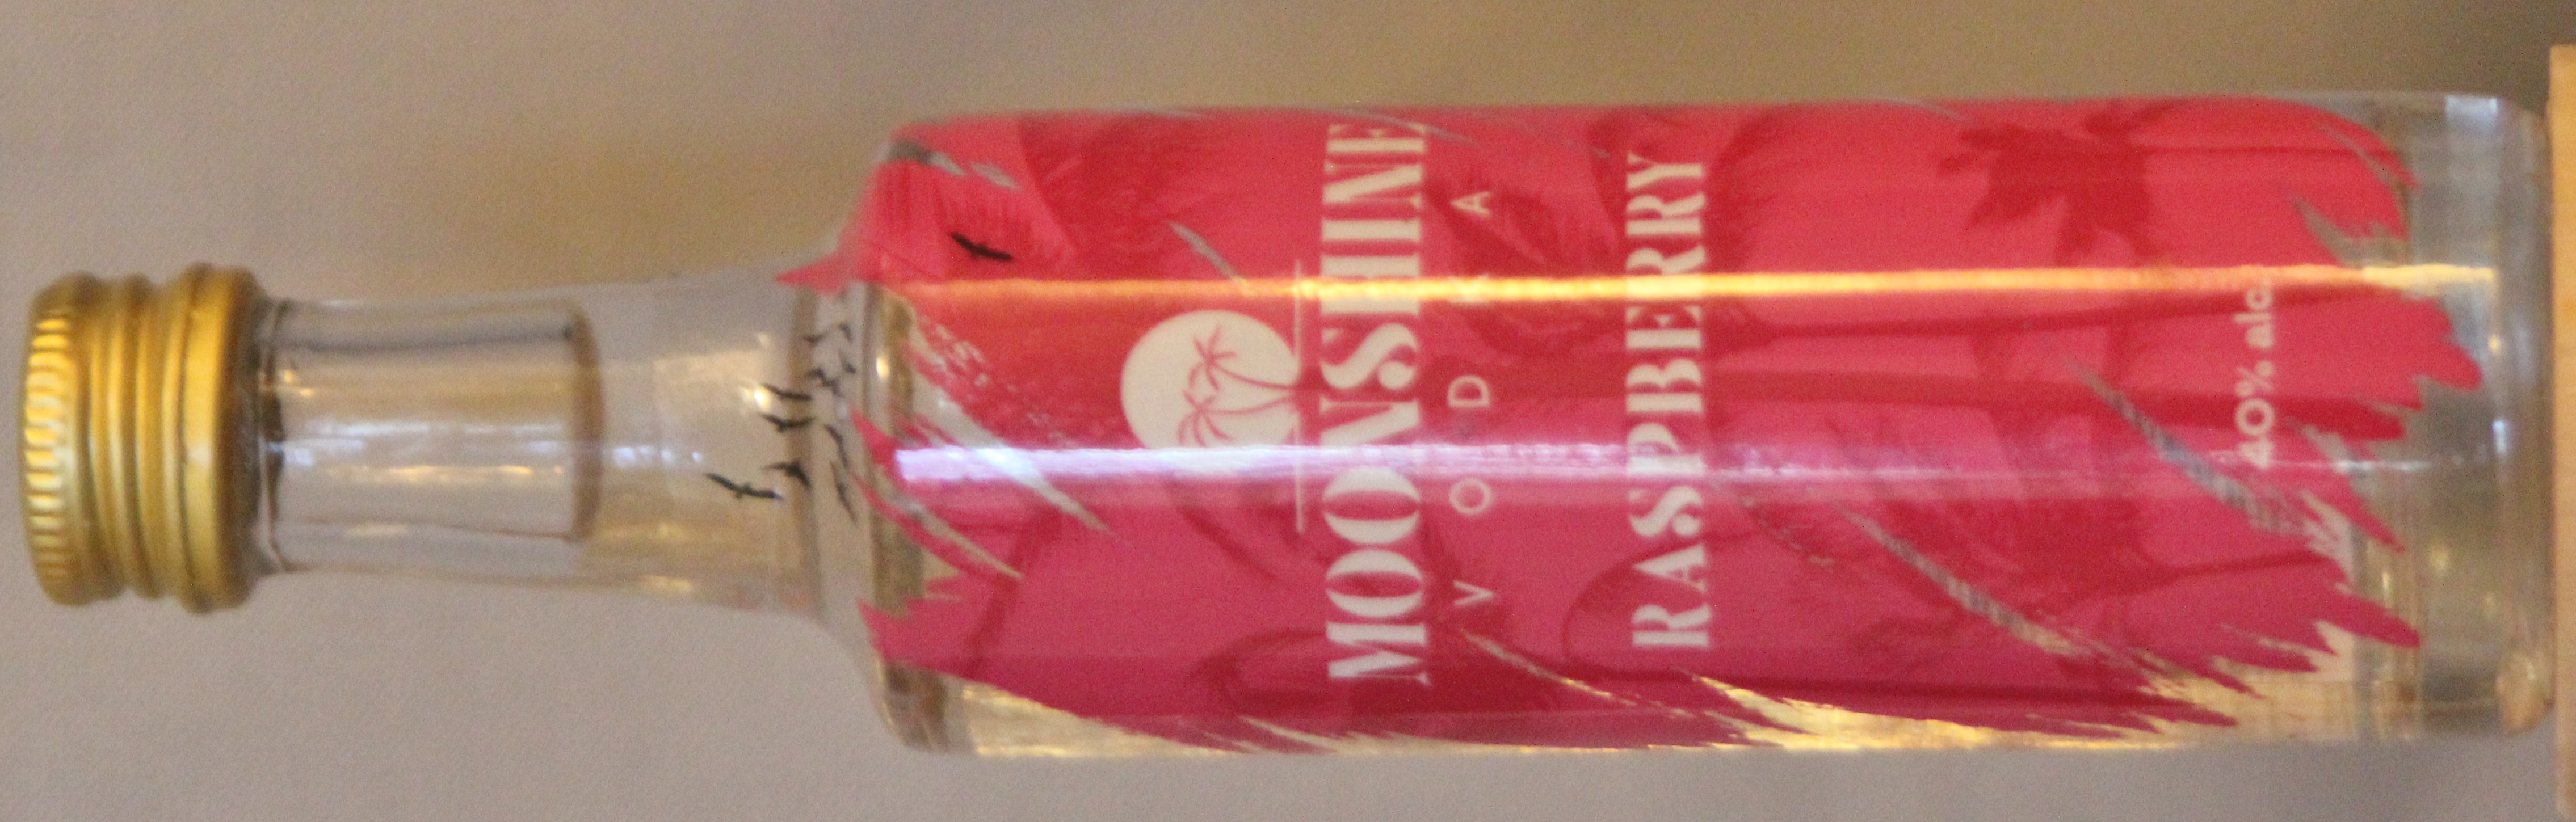 MOONSHINE
VODKA
RASPBERRY
40% alc.